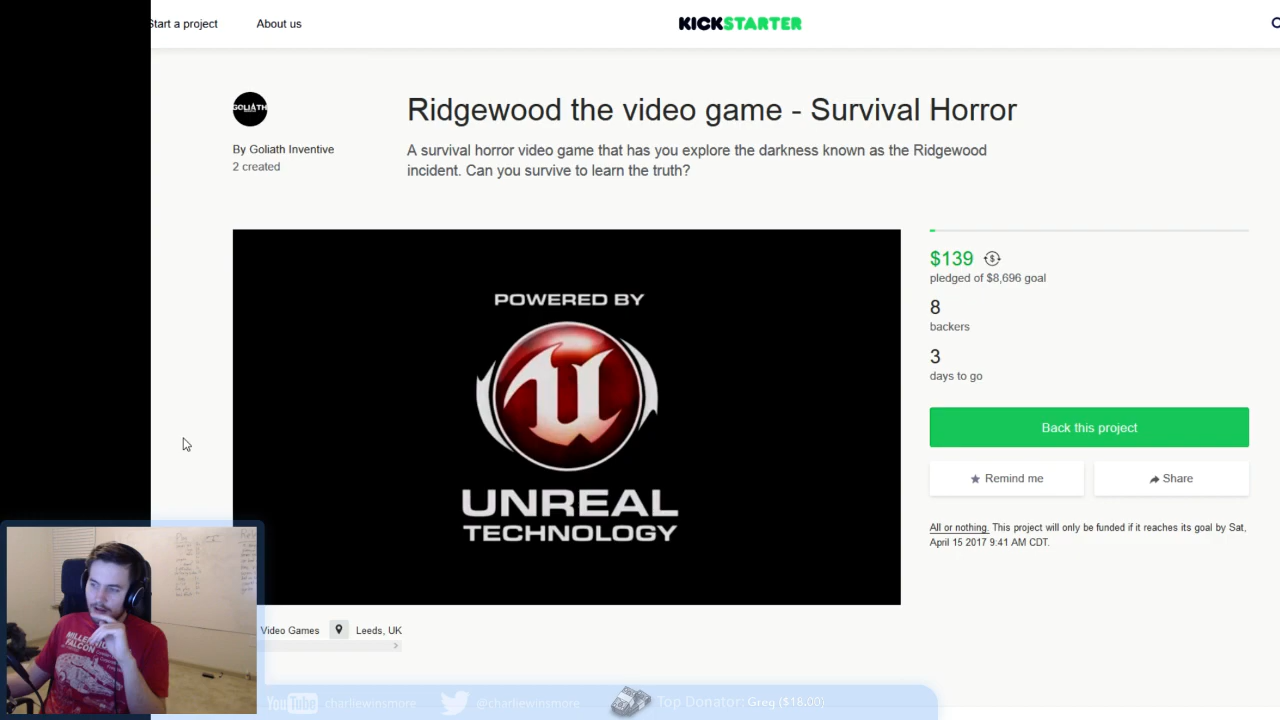 Start a project
About us
KICKSTARTER
GOLIATH
By Goliath Inventive
2 created
Ridgewood the video game - Survival Horror
A survival horror video game that has you explore the darkness known as the Ridgewood
incident. Can you survive to learn the truth?
POWERED BY
UNREAL
TECHNOLOGY
$139
pledged of $8,696 goal
8
backers
3
days to go
Back this project
Remind me
Share
All or nothing. This project will only be funded if it reaches its goal by Sat,
April 15 2017 9:41 AM CDT.
Video Games
Leeds, UK
MILLENNIUM
FALCON
YouTube charliewinsmore
@charliewinsmore
Top Donator: Greg ($18.00)